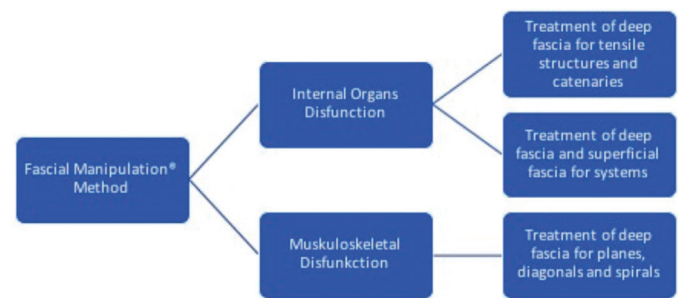 Fascial Manipulation®
Method
Internal Organs
Disfunction
Muskuloskeletal
Disfunkction
Treatment of deep
fascia for tensile
structures and
catenaries
Treatment of deep
fascia and superficial
fascia for systems
Treatment of deep
fascia for planes,
diagonals and spirals